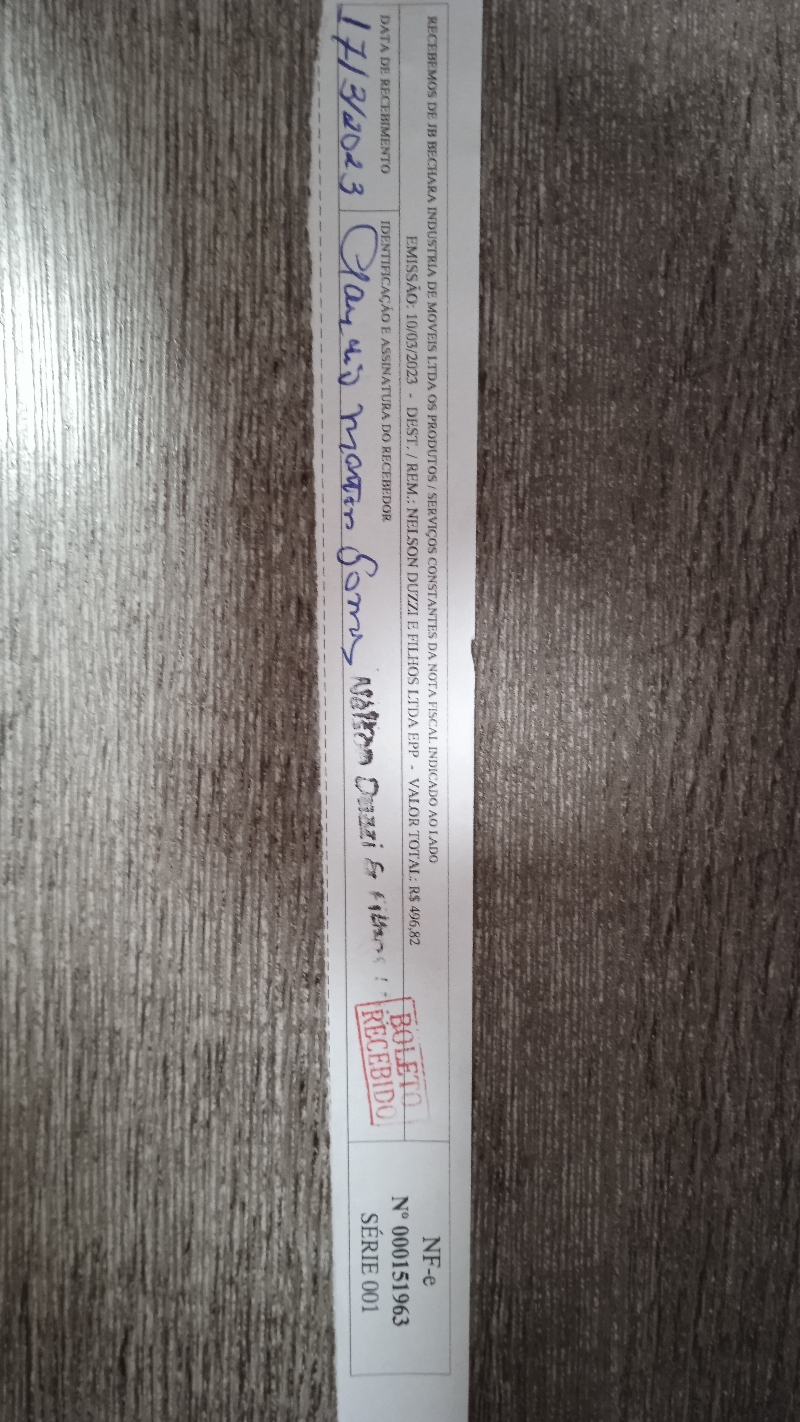 RECEBEMOS DE JB BECHARA INDUSTRIA DE MOVEIS LTDA OS PRODUTOS / SERVIÇOS CONSTANTES DA NOTA FISCAL INDICADO AO LADO
EMISSÃO: 10/03/2023 - DEST. / REM.: NELSON DUZZI E FILHOS LTDA EPP - VALOR TOTAL: R$ 496,82
DATA DE RECEBIMENTO
17/3/2023
IDENTIFICAÇÃO E ASSINATURA DO RECEBEDOR
Duzzi & Filhos
BOLETO
RECEBIDO
NF-e
Nº 000151963
SÉRIE 001